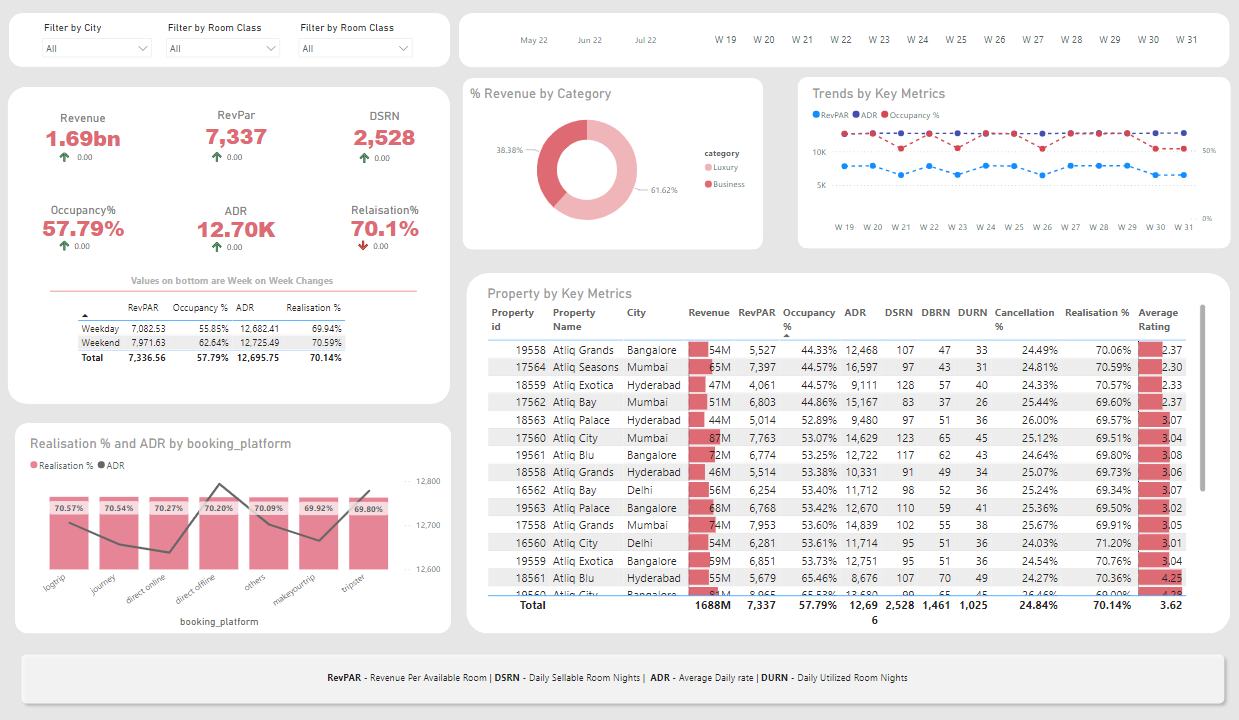 Filter by City Filter by Room Class Filter by Room Class
All All All
May 22 Jun 22 Jul 22 W 19 W 20 W 21 W 22 W 23 W 24 W 25 W 26 W 27 W 28 W 29 W 30 W 31
Revenue RevPar DSRN
1.69bn 7,337 2,528
0.00 0.00 0.00
Occupancy% ADR Relaisation%
57.79% 12.70K 70.1%
0.00 0.00 0.00
Values on bottom are Week on Week Changes
RevPAR Occupancy % ADR Realisation %
Weekday 7,082.53 55.85% 12,682.41 69.94%
Weekend 7,971.63 62.64% 12,725.49 70.59%
Total 7,336.56 57.79% 12,695.75 70.14%
% Revenue by Category
38.38%
61.62%
category
Luxury
Business
Trends by Key Metrics
RevPAR ADR Occupancy %
10K 50%
5K
0%
W 19 W 20 W 21 W 22 W 23 W 24 W 25 W 26 W 27 W 28 W 29 W 30 W 31
Realisation % and ADR by booking_platform
Realisation % ADR
12,800
70.57% 70.54% 70.27% 70.20% 70.09% 69.92% 69.80%
12,700
12,600
logtrip journey direct online direct offline others makeyourtrip tripster
booking_platform
Property by Key Metrics
Property Property City Revenue RevPAR Occupancy ADR DSRN DBRN DURN Cancellation Realisation % Average
id Name % % Rating
19558 Atliq Grands Bangalore 54M 5,527 44.33% 12,468 107 47 33 24.49% 70.06% 2.37
17564 Atliq Seasons Mumbai 65M 7,397 44.57% 16,597 97 43 31 24.81% 70.59% 2.30
18559 Atliq Exotica Hyderabad 47M 4,061 44.57% 9,111 128 57 40 24.33% 70.57% 2.33
17562 Atliq Bay Mumbai 51M 6,803 44.86% 15,167 83 37 26 25.44% 69.60% 2.37
18563 Atliq Palace Hyderabad 44M 5,014 52.89% 9,480 97 51 36 26.00% 69.57% 3.07
17560 Atliq City Mumbai 87M 7,763 53.07% 14,629 123 65 45 25.12% 69.51% 3.04
19561 Atliq Blu Bangalore 72M 6,774 53.25% 12,722 117 62 43 24.64% 69.80% 3.08
18558 Atliq Grands Hyderabad 46M 5,514 53.38% 10,331 91 49 34 25.07% 69.73% 3.06
16562 Atliq Bay Delhi 56M 6,254 53.40% 11,712 98 52 36 25.24% 69.34% 3.07
19563 Atliq Palace Bangalore 68M 6,768 53.42% 12,670 110 59 41 25.36% 69.50% 3.02
17558 Atliq Grands Mumbai 74M 7,953 53.60% 14,839 102 55 38 25.67% 69.91% 3.05
16560 Atliq City Delhi 54M 6,281 53.61% 11,714 95 51 36 24.03% 71.20% 3.01
19559 Atliq Exotica Bangalore 59M 6,851 53.73% 12,751 95 51 36 24.54% 70.76% 3.04
18561 Atliq Blu Hyderabad 55M 5,679 65.46% 8,676 107 70 49 24.27% 70.36% 4.25
19560 Atliq City Bangalore 81M 8,965 65.53% 13,680 99 65 45 26.46% 69.00% 4.28
Total 1688M 7,337 57.79% 12,69 2,528 1,461 1,025 24.84% 70.14% 3.62
6
RevPAR - Revenue Per Available Room | DSRN - Daily Sellable Room Nights | ADR - Average Daily rate | DURN - Daily Utilized Room Nights